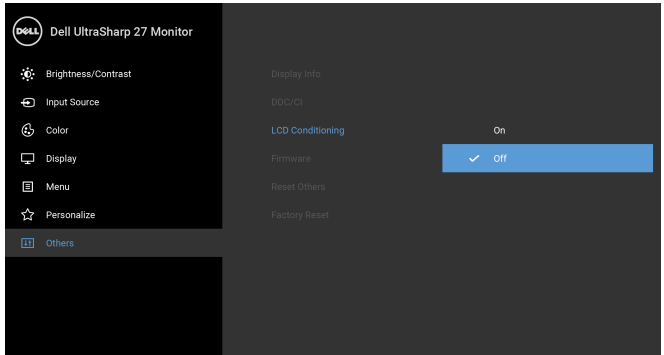 DELL
Dell UltraSharp 27 Monitor
Brightness/Contrast
Input Source
Color
Display
Menu
Personalize
Others
Display Info
DDC/CI
LCD Conditioning
Firmware
Reset Others
Factory Reset
On
Off